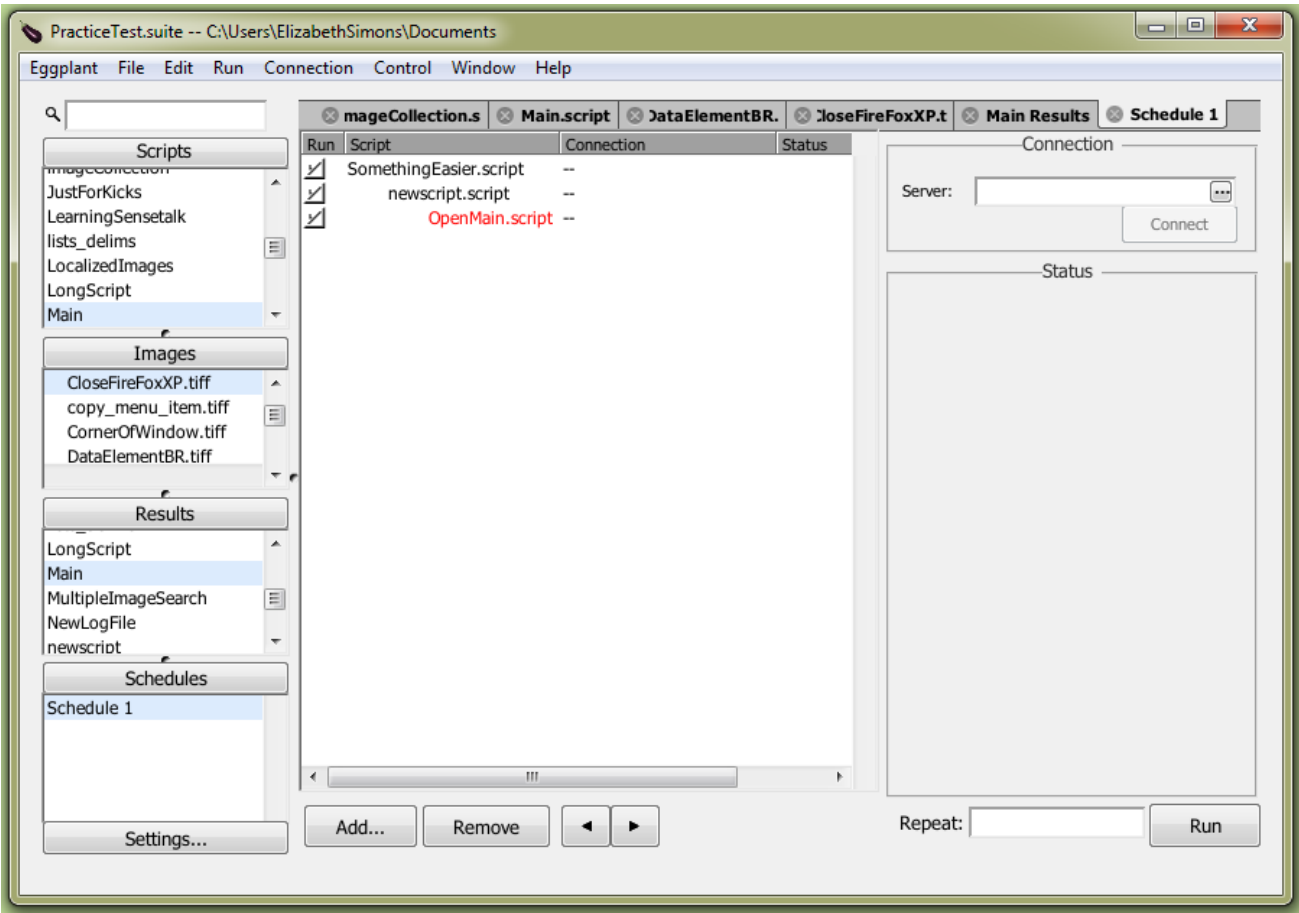 PracticeTest.suite -- C:\Users\ElizabethSimons\Documents
Eggplant File Edit Run Connection Control Window Help
mageCollection.s Main.script DataElementBR. CloseFireFoxXP.t Main Results Schedule 1
Scripts
ImageCollection
JustForKicks
LearningSensetalk
lists_delims
LocalizedImages
LongScript
Main
Images
CloseFireFoxXP.tiff
copy_menu_item.tiff
CornerOfWindow.tiff
DataElementBR.tiff
Results
LongScript
Main
MultipleImageSearch
NewLogFile
newscript
Schedules
Schedule 1
Settings...
Run Script Connection Status
SomethingEasier.script --
newscript.script --
OpenMain.script --
Add... Remove
Connection
Server:
Connect
Status
Repeat: Run